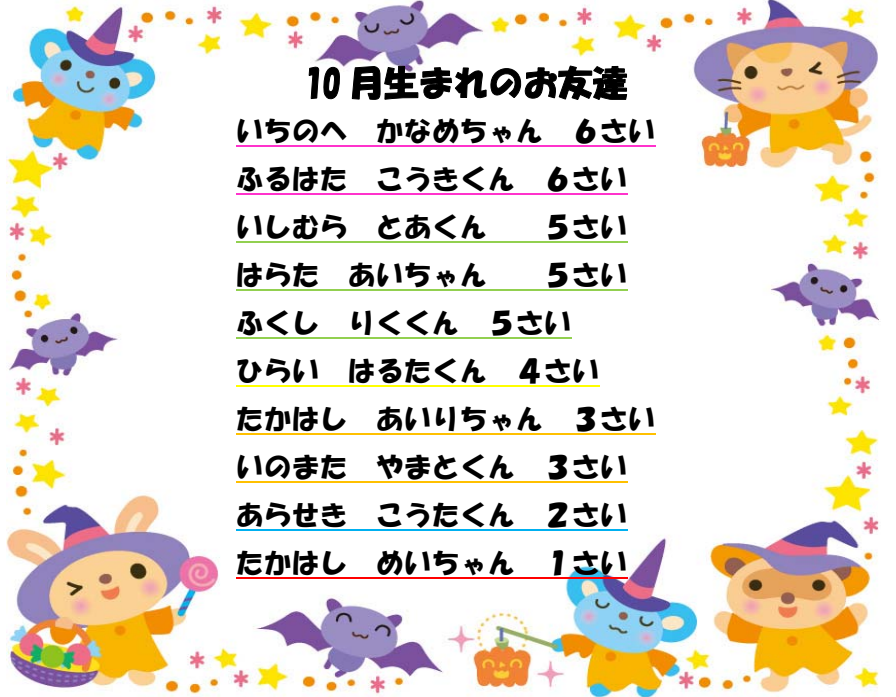 10月生まれのお友達
いちのへ　かなめちゃん　６さい
ふるはた　こうきくん　６さい
いしむら　とあくん　　５さい
はらた　あいちゃん　　５さい
ふくし　りくくん　５さい
ひらい　はるたくん　４さい
たかはし　あいりちゃん　３さい
いのまた　やまとくん　３さい
あらせき　こうたくん　２さい
たかはし　めいちゃん　１さい